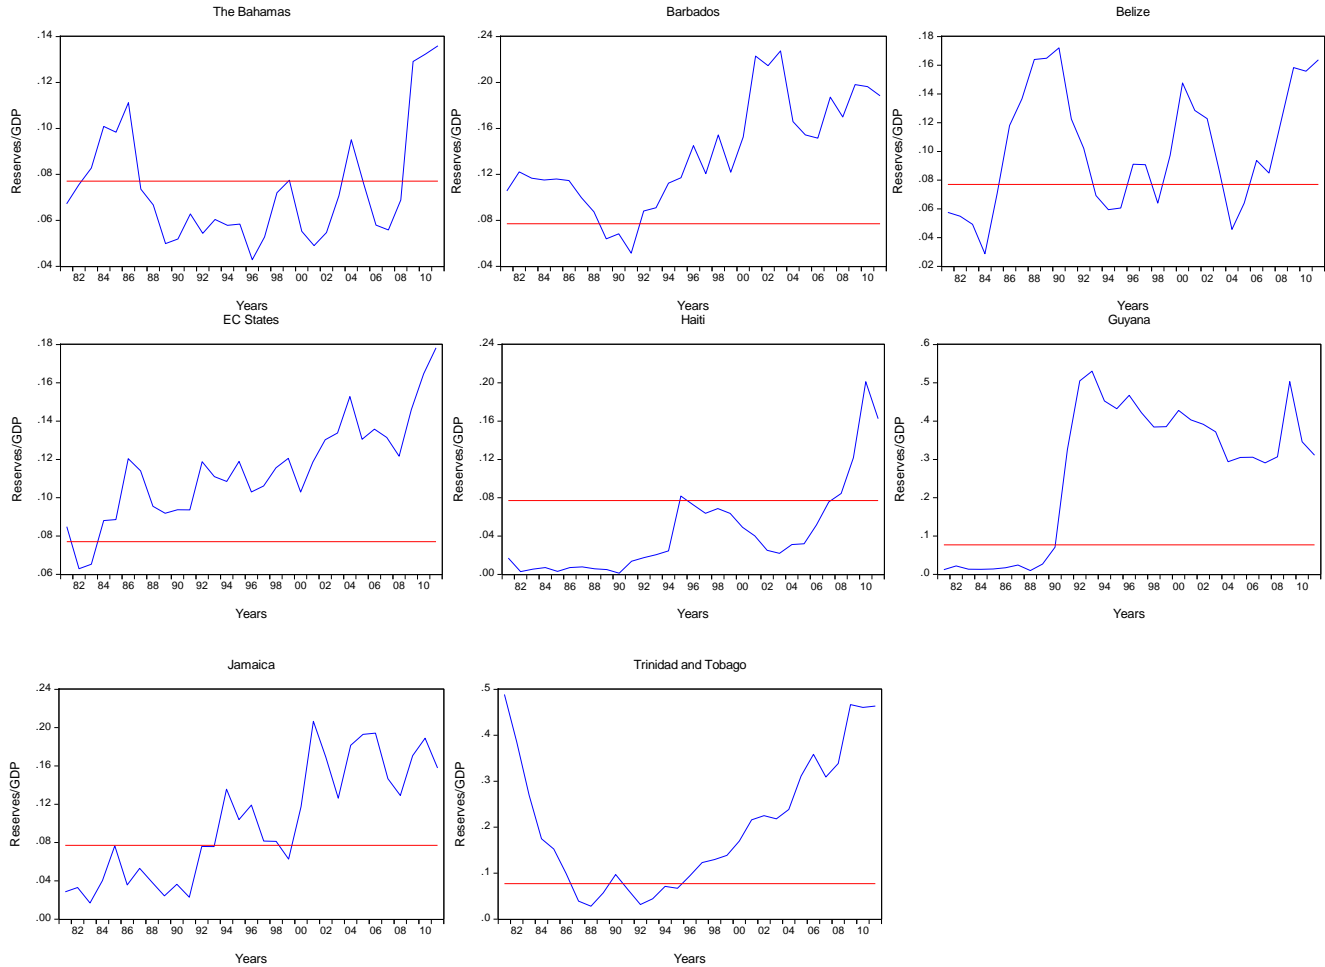 The Bahamas
.14
.12
.10
.08
.06
.04
Reserves/GDP
82 84 86 88 90 92 94 96 98 00 02 04 06 08 10
Years
Barbados
.24
.20
.16
.12
.08
.04
Reserves/GDP
82 84 86 88 90 92 94 96 98 00 02 04 06 08 10
Years
Belize
.18
.16
.14
.12
.10
.08
.06
.04
.02
Reserves/GDP
82 84 86 88 90 92 94 96 98 00 02 04 06 08 10
Years
EC States
.18
.16
.14
.12
.10
.08
.06
Reserves/GDP
82 84 86 88 90 92 94 96 98 00 02 04 06 08 10
Years
Haiti
.24
.20
.16
.12
.08
.04
.00
Reserves/GDP
82 84 86 88 90 92 94 96 98 00 02 04 06 08 10
Years
Guyana
.6
.5
.4
.3
.2
.1
.0
Reserves/GDP
82 84 86 88 90 92 94 96 98 00 02 04 06 08 10
Years
Jamaica
.24
.20
.16
.12
.08
.04
.00
Reserves/GDP
82 84 86 88 90 92 94 96 98 00 02 04 06 08 10
Years
Trinidad and Tobago
.5
.4
.3
.2
.1
.0
Reserves/GDP
82 84 86 88 90 92 94 96 98 00 02 04 06 08 10
Years